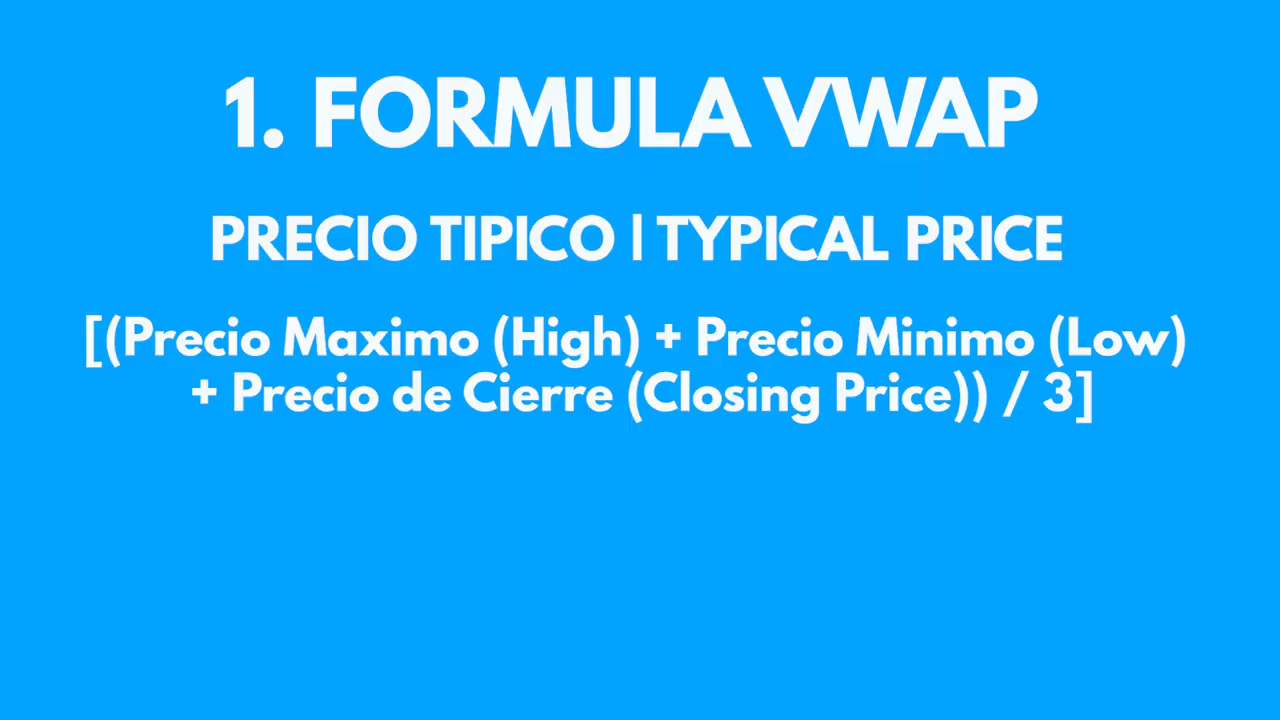 1. FORMULA VWAP
PRECIO TIPICO | TYPICAL PRICE
[(Precio Maximo (High) + Precio Minimo (Low)
+ Precio de Cierre (Closing Price)) / 3]